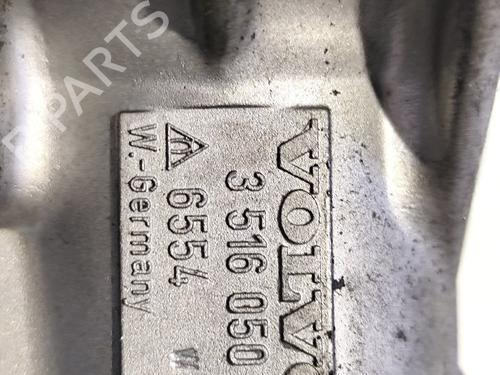 VOLVO
3 516 050
6554
W.-Germany
W
B-PARTS